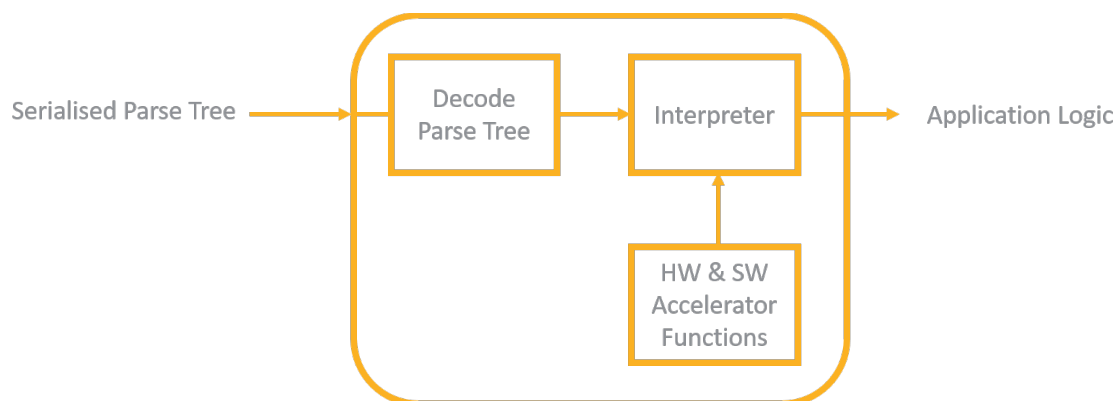 Serialised Parse Tree
Decode
Parse Tree
Interpreter
Application Logic
HW & SW
Accelerator
Functions